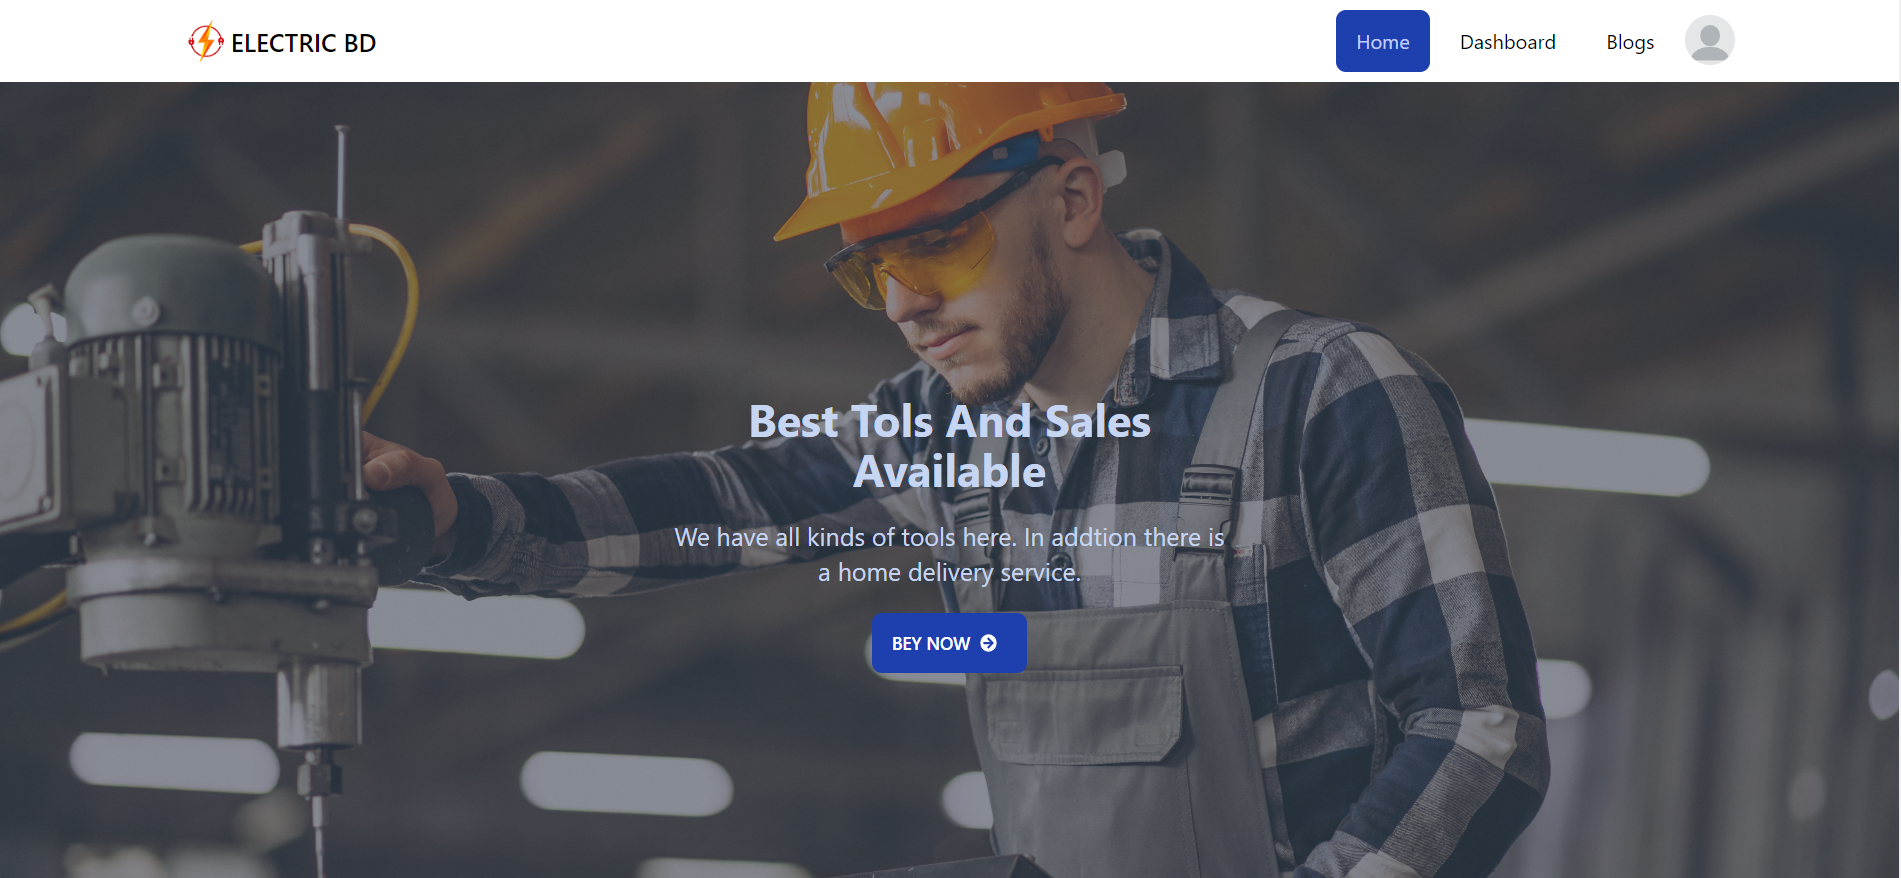 ELECTRIC BD
Home Dashboard Blogs
Best Tols And Sales
Available
We have all kinds of tools here. In addtion there is
a home delivery service.
BEY NOW